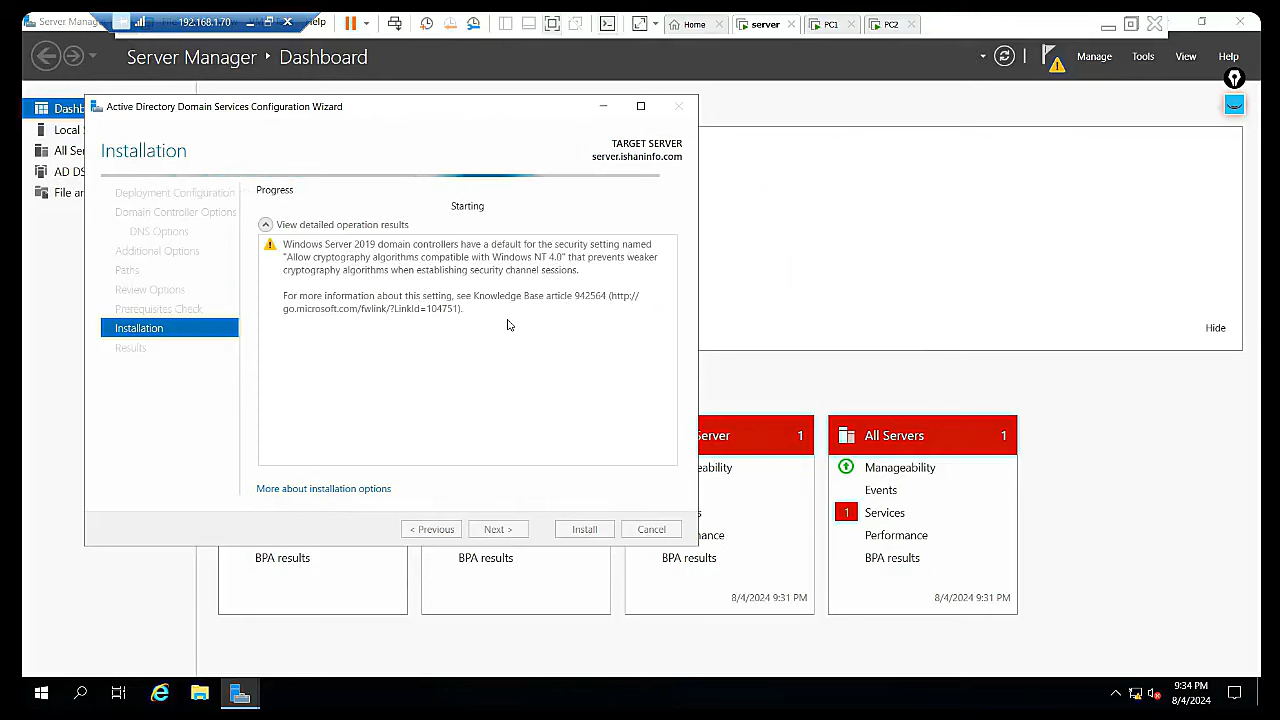 Server Manag
192.168.1.70
Help
Home
server
PC1
PC2
Server Manager
Dashboard
Manage
Tools
View
Help
Dashb
Local
All Se
AD DS
File an
Active Directory Domain Services Configuration Wizard
Installation
TARGET SERVER
server.ishaninfo.com
Deployment Configuration
Domain Controller Options
DNS Options
Additional Options
Paths
Review Options
Prerequisites Check
Installation
Results
Progress
Starting
View detailed operation results
Windows Server 2019 domain controllers have a default for the security setting named
"Allow cryptography algorithms compatible with Windows NT 4.0" that prevents weaker
cryptography algorithms when establishing security channel sessions.
For more information about this setting, see Knowledge Base article 942564 (http://
go.microsoft.com/fwlink/?LinkId=104751).
More about installation options
< Previous
Next >
Install
Cancel
Hide
Server 1
eability
s
nance
BPA results
BPA results
BPA results
8/4/2024 9:31 PM
All Servers 1
Manageability
Events
1 Services
Performance
BPA results
8/4/2024 9:31 PM
9:34 PM
8/4/2024